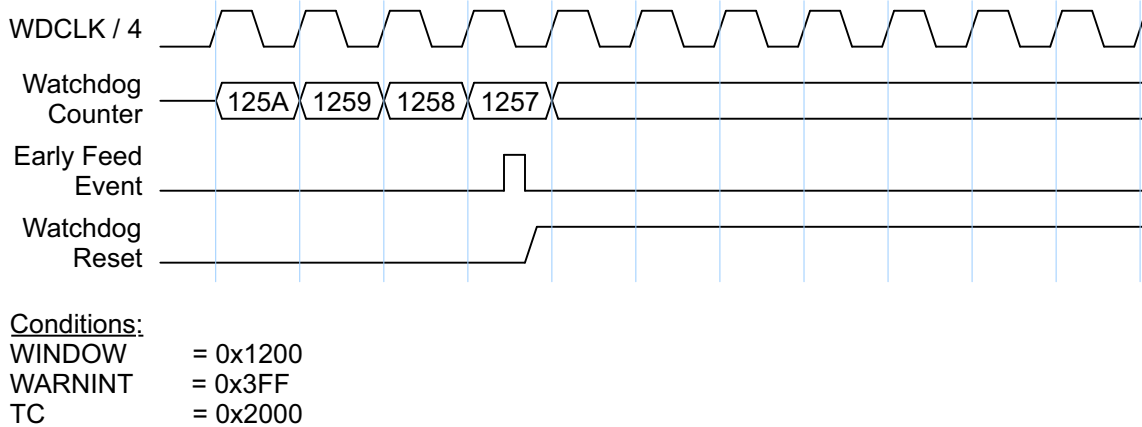 WDCLK / 4
Watchdog
Counter
125A 1259 1258 1257
Early Feed
Event
Watchdog
Reset
Conditions:
WINDOW = 0x1200
WARNINT = 0x3FF
TC = 0x2000